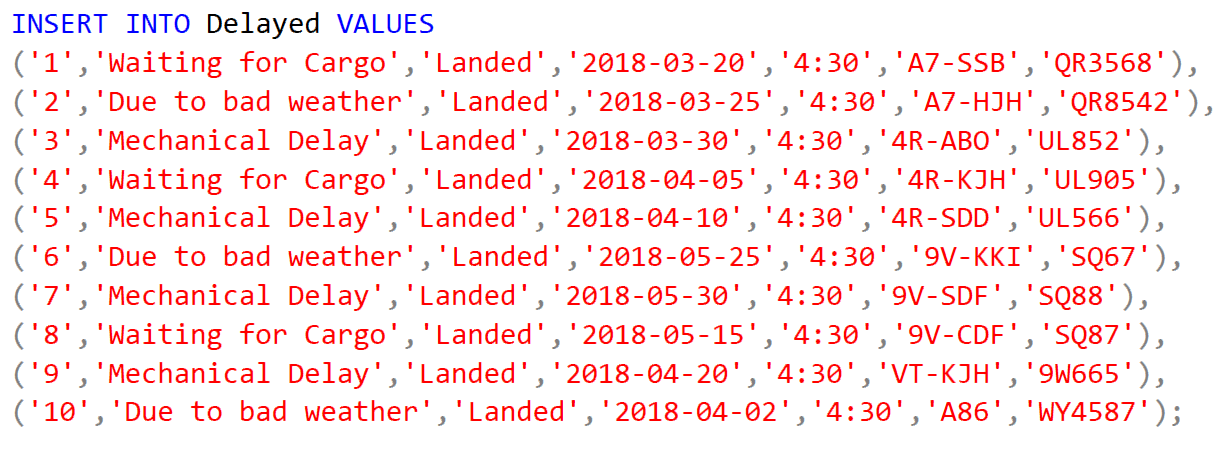 INSERT INTO Delayed VALUES
('1','Waiting for Cargo','Landed','2018-03-20','4:30','A7-SSB','QR3568'),
('2','Due to bad weather','Landed','2018-03-25','4:30','A7-HJH','QR8542'),
('3','Mechanical Delay','Landed','2018-03-30','4:30','4R-ABO','UL852'),
('4','Waiting for Cargo','Landed','2018-04-05','4:30','4R-KJH','UL905'),
('5','Mechanical Delay','Landed','2018-04-10','4:30','4R-SDD','UL566'),
('6','Due to bad weather','Landed','2018-05-25','4:30','9V-KKI','SQ67'),
('7','Mechanical Delay','Landed','2018-05-30','4:30','9V-SDF','SQ88'),
('8','Waiting for Cargo','Landed','2018-05-15','4:30','9V-CDF','SQ87'),
('9','Mechanical Delay','Landed','2018-04-20','4:30','VT-KJH','9W665'),
('10','Due to bad weather','Landed','2018-04-02','4:30','A86','WY4587');